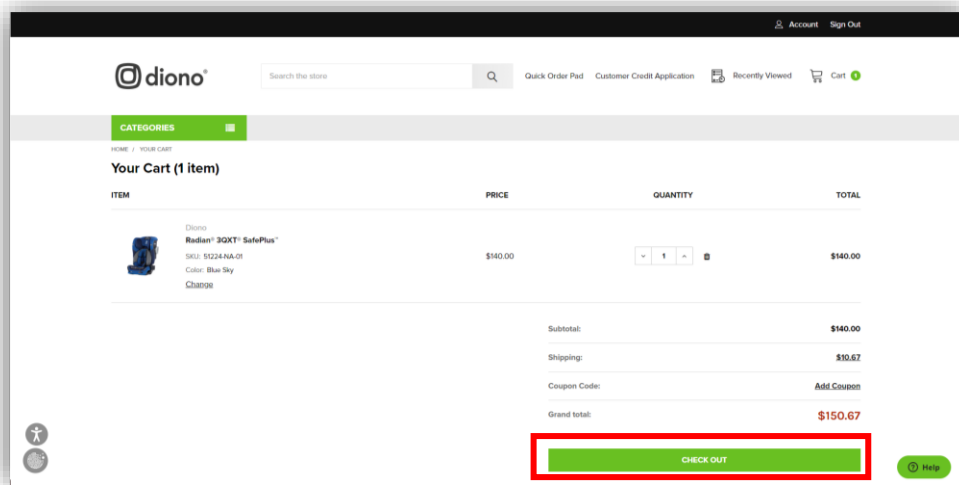 Account Sign Out
diono®
Search the store
Quick Order Pad Customer Credit Application Recently Viewed Cart 1
CATEGORIES
HOME / YOUR CART
Your Cart (1 item)
ITEM PRICE QUANTITY TOTAL
Diono
Radian® 3QXT® SafePlus™
SKU: 51224-NA-01
Color: Blue Sky
Change
$140.00 1 $140.00
Subtotal: $140.00
Shipping: $10.67
Coupon Code: Add Coupon
Grand total: $150.67
CHECK OUT
Help